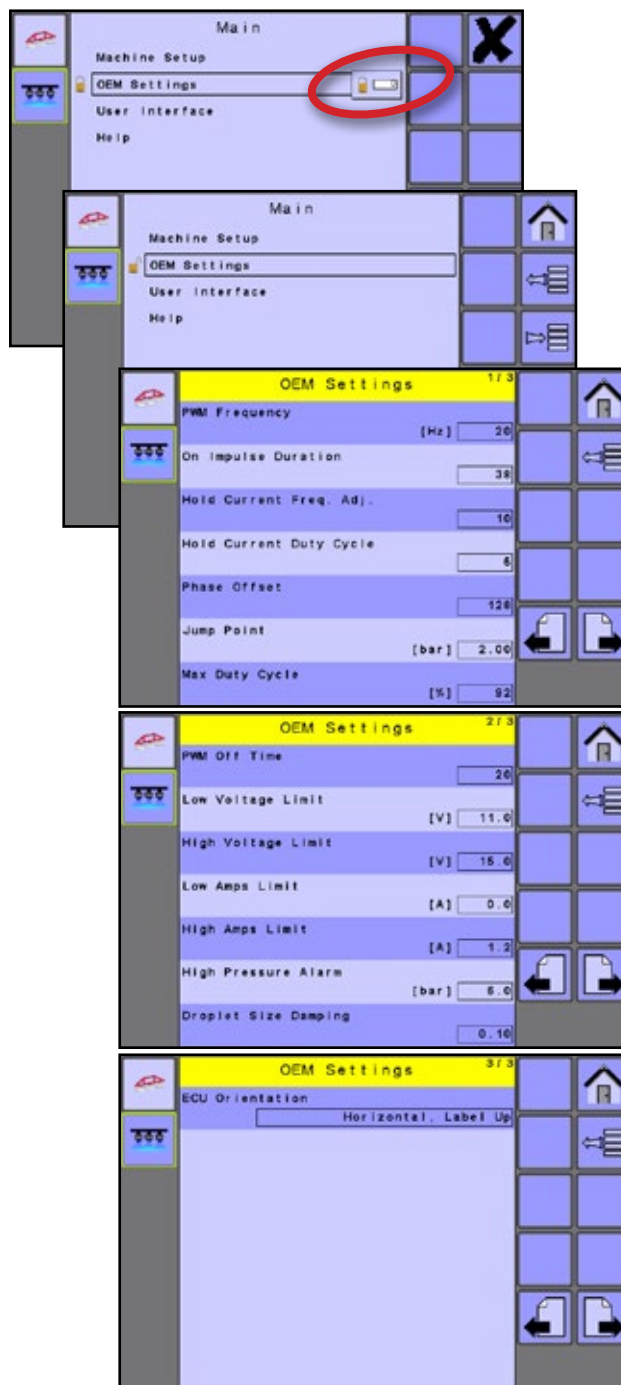 Main
Machine Setup
OEM Settings
User Interface
Help
Main
Machine Setup
OEM Settings
User Interface
Help
OEM Settings 1/3
PWM Frequency
[Hz] 20
On Impulse Duration
38
Hold Current Freq. Adj.
10
Hold Current Duty Cycle
6
Phase Offset
128
Jump Point
[bar] 2.00
Max Duty Cycle
[%] 92
OEM Settings 2/3
PWM Off Time
20
Low Voltage Limit
[V] 11.0
High Voltage Limit
[V] 15.0
Low Amps Limit
[A] 0.0
High Amps Limit
[A] 1.2
High Pressure Alarm
[bar] 6.0
Droplet Size Damping
0.10
OEM Settings 3/3
ECU Orientation
Horizontal, Label Up